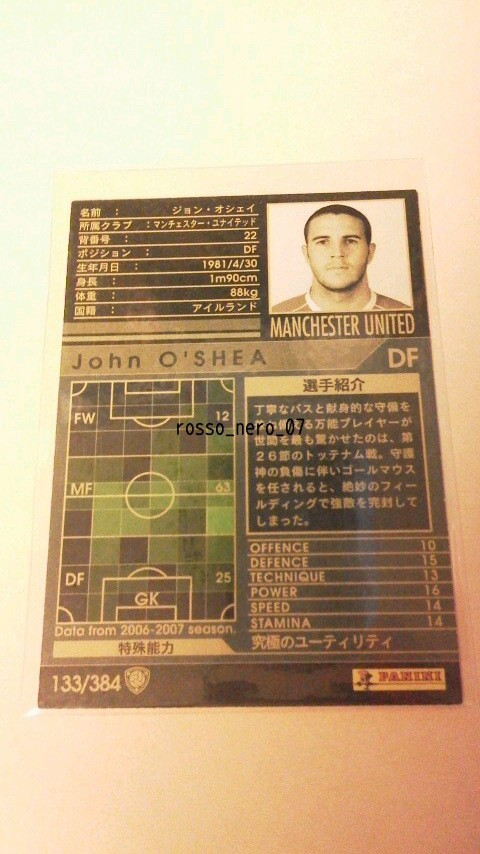 名前 : ジョン・オシェイ
所属クラブ : マンチェスター・ユナイテッド
背番号 : 22
ポジション : DF
生年月日 : 1981/4/30
身長 : 1m90cm
体重 : 88kg
国籍 : アイルランド
MANCHESTER UNITED
John O'SHEA DF
FW 12
MF 63
DF 25
GK
Data from 2006-2007 season.
選手紹介
丁寧なパスと献身的な守備を
る万能プレイヤーが
世間を最も驚かせたのは、第
26節のトッテナム戦。守護
神の負傷に伴いゴールマウス
を任されると、絶妙のフィー
ルディングで強敵を完封して
しまった。
rosso_nero_07
OFFENCE 10
DEFENCE 15
TECHNIQUE 13
POWER 16
SPEED 14
STAMINA 14
特殊能力 究極のユーティリティ
133/384
PANINI